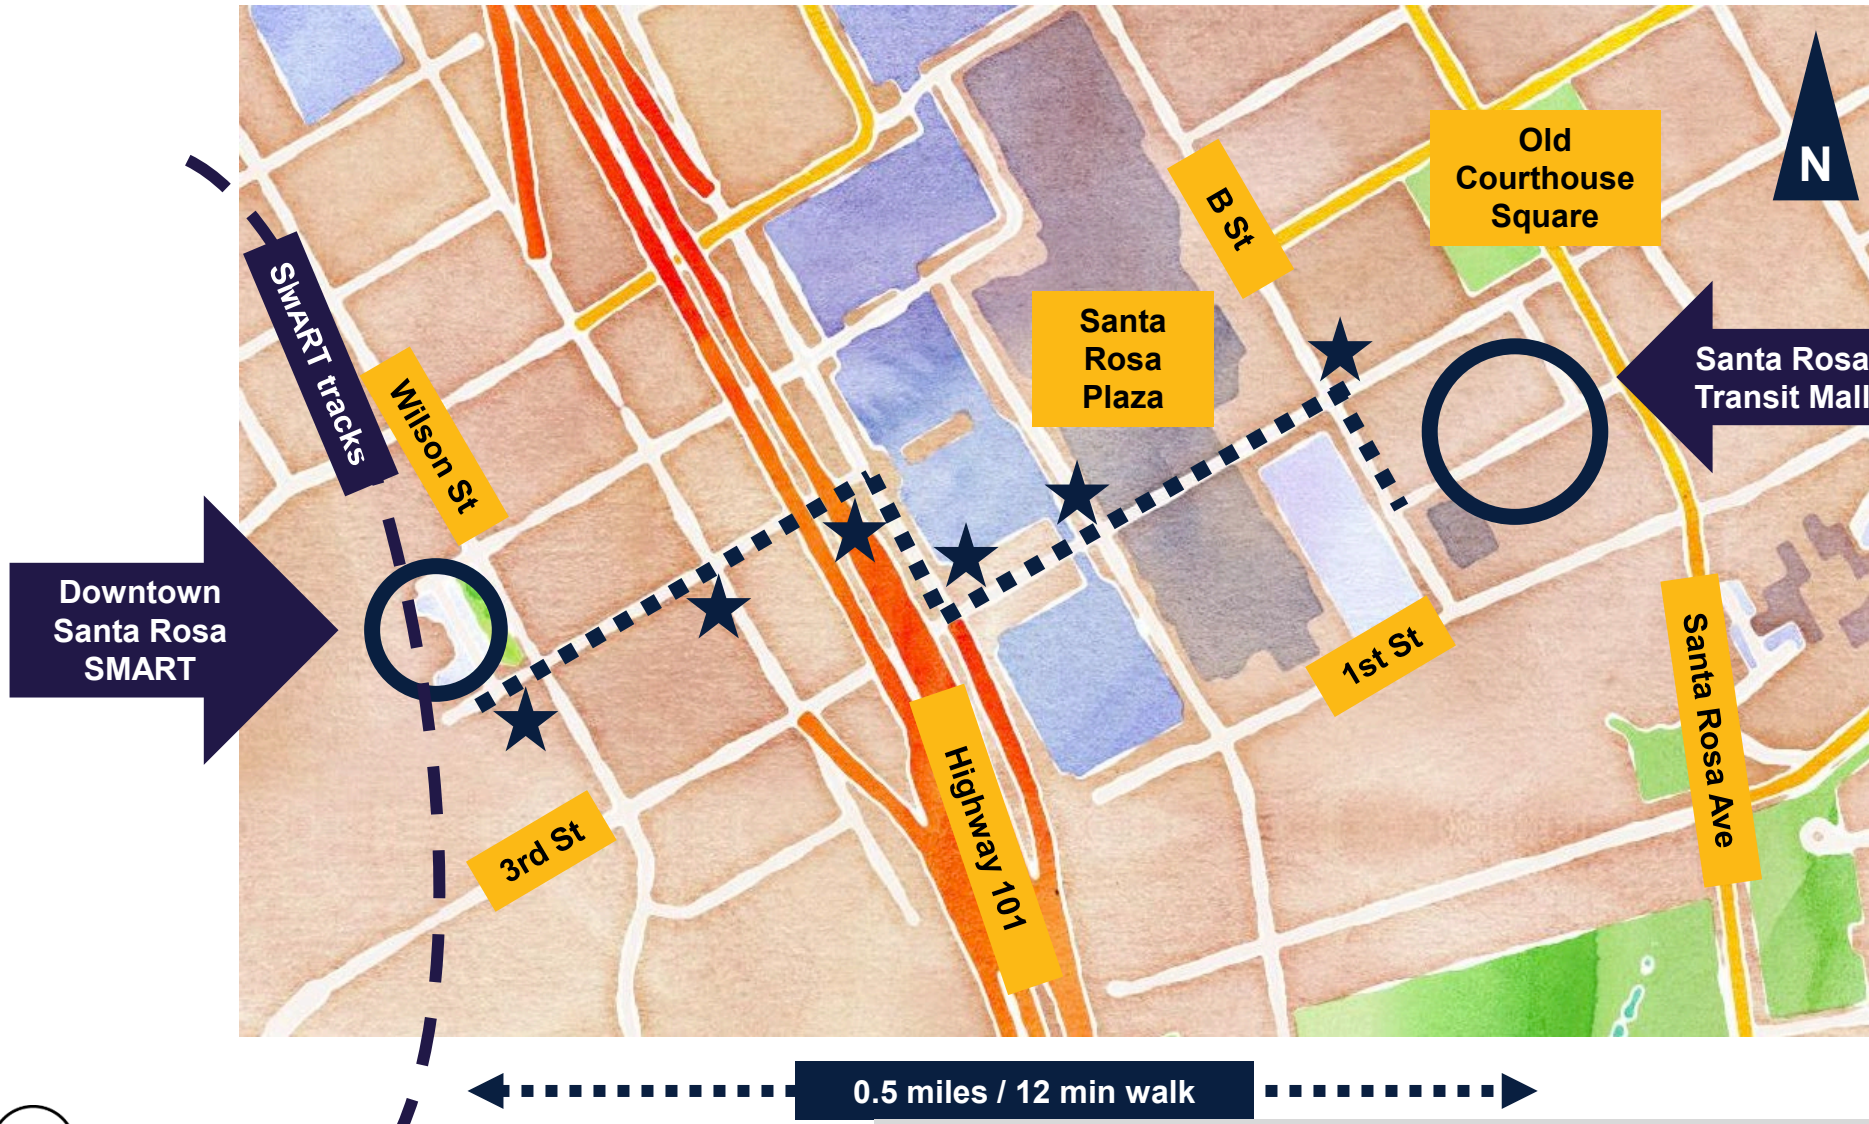 Old
Courthouse
Square
N
B St
SMART tracks
Santa
Rosa
Plaza
Santa Rosa
Transit Mall
Wilson St
Downtown
Santa Rosa
SMART
1st St
Santa Rosa Ave
Highway 101
3rd St
0.5 miles / 12 min walk